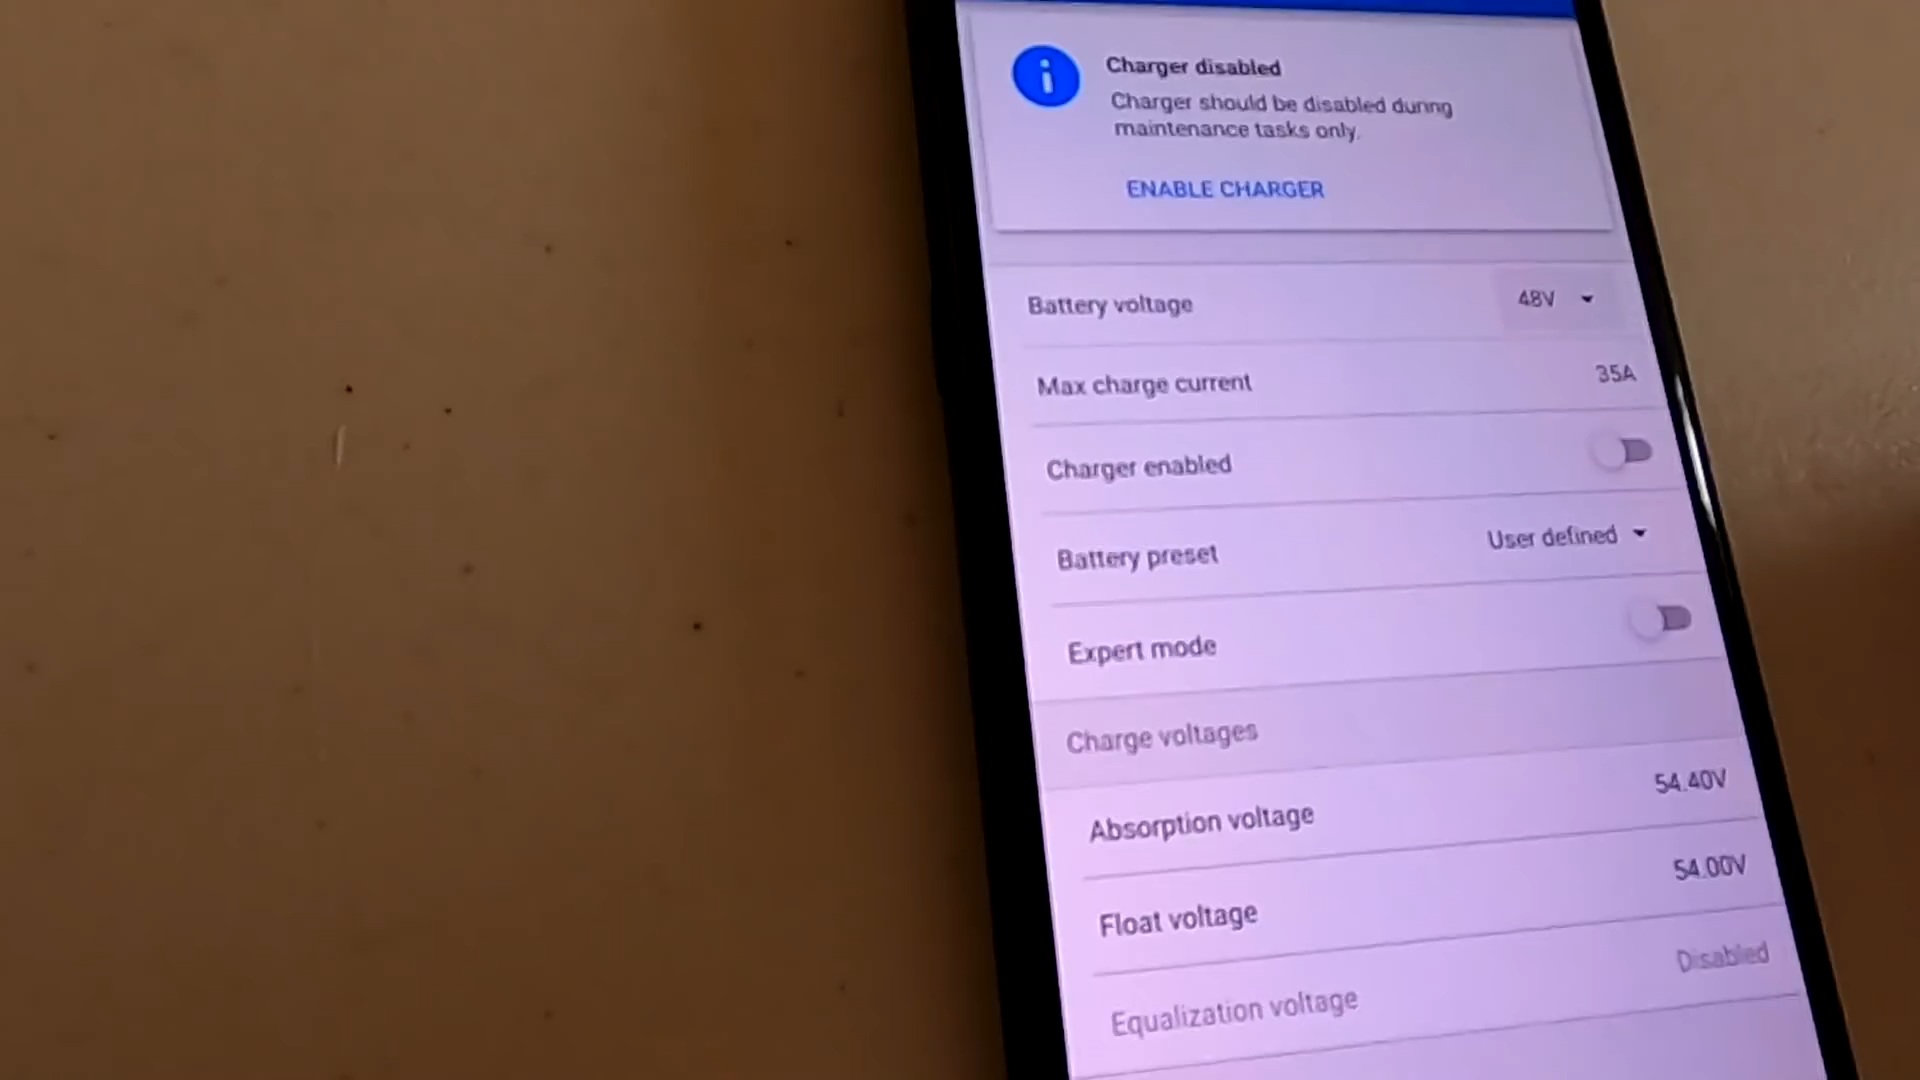 Charger disabled
Charger should be disabled during
maintenance tasks only.
ENABLE CHARGER
Battery voltage 48V
Max charge current 35A
Charger enabled
Battery preset User defined
Expert mode
Charge voltages
Absorption voltage 54.40V
Float voltage 54.00V
Equalization voltage Disabled